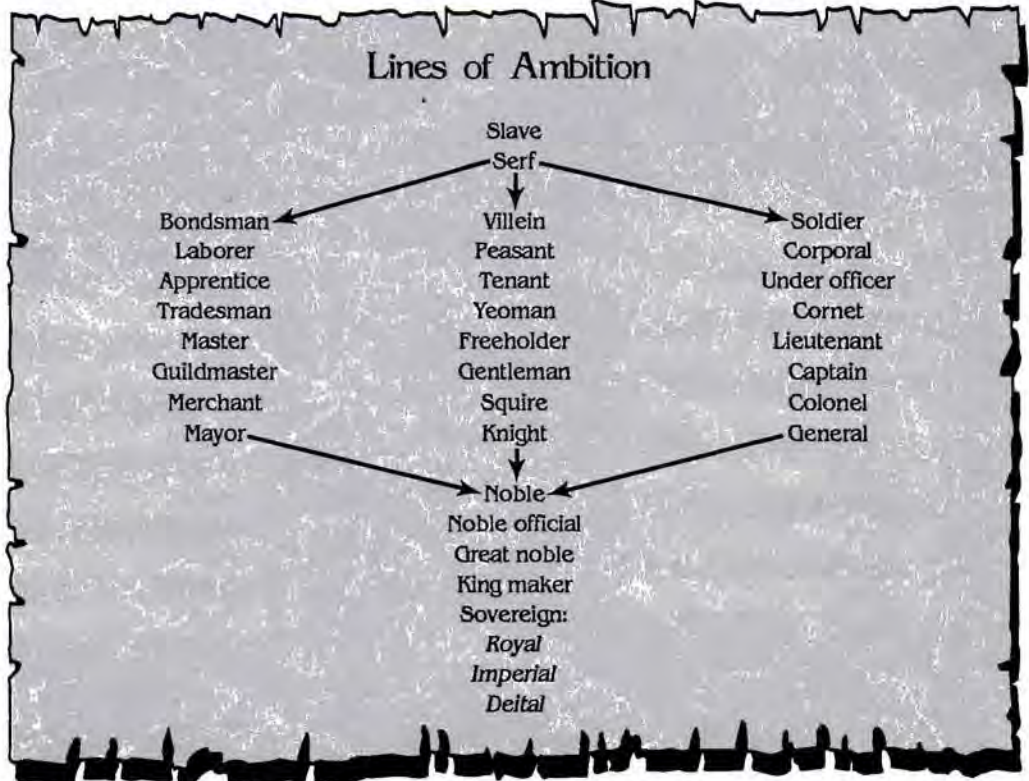 Lines of Ambition
Slave
Serf
Bondsman Villein Soldier
Laborer Peasant Corporal
Apprentice Tenant Under officer
Tradesman Yeoman Cornet
Master Freeholder Lieutenant
Guildmaster Gentleman Captain
Merchant Squire Colonel
Mayor Knight General
Noble
Noble official
Great noble
King maker
Sovereign:
Royal
Imperial
Deital